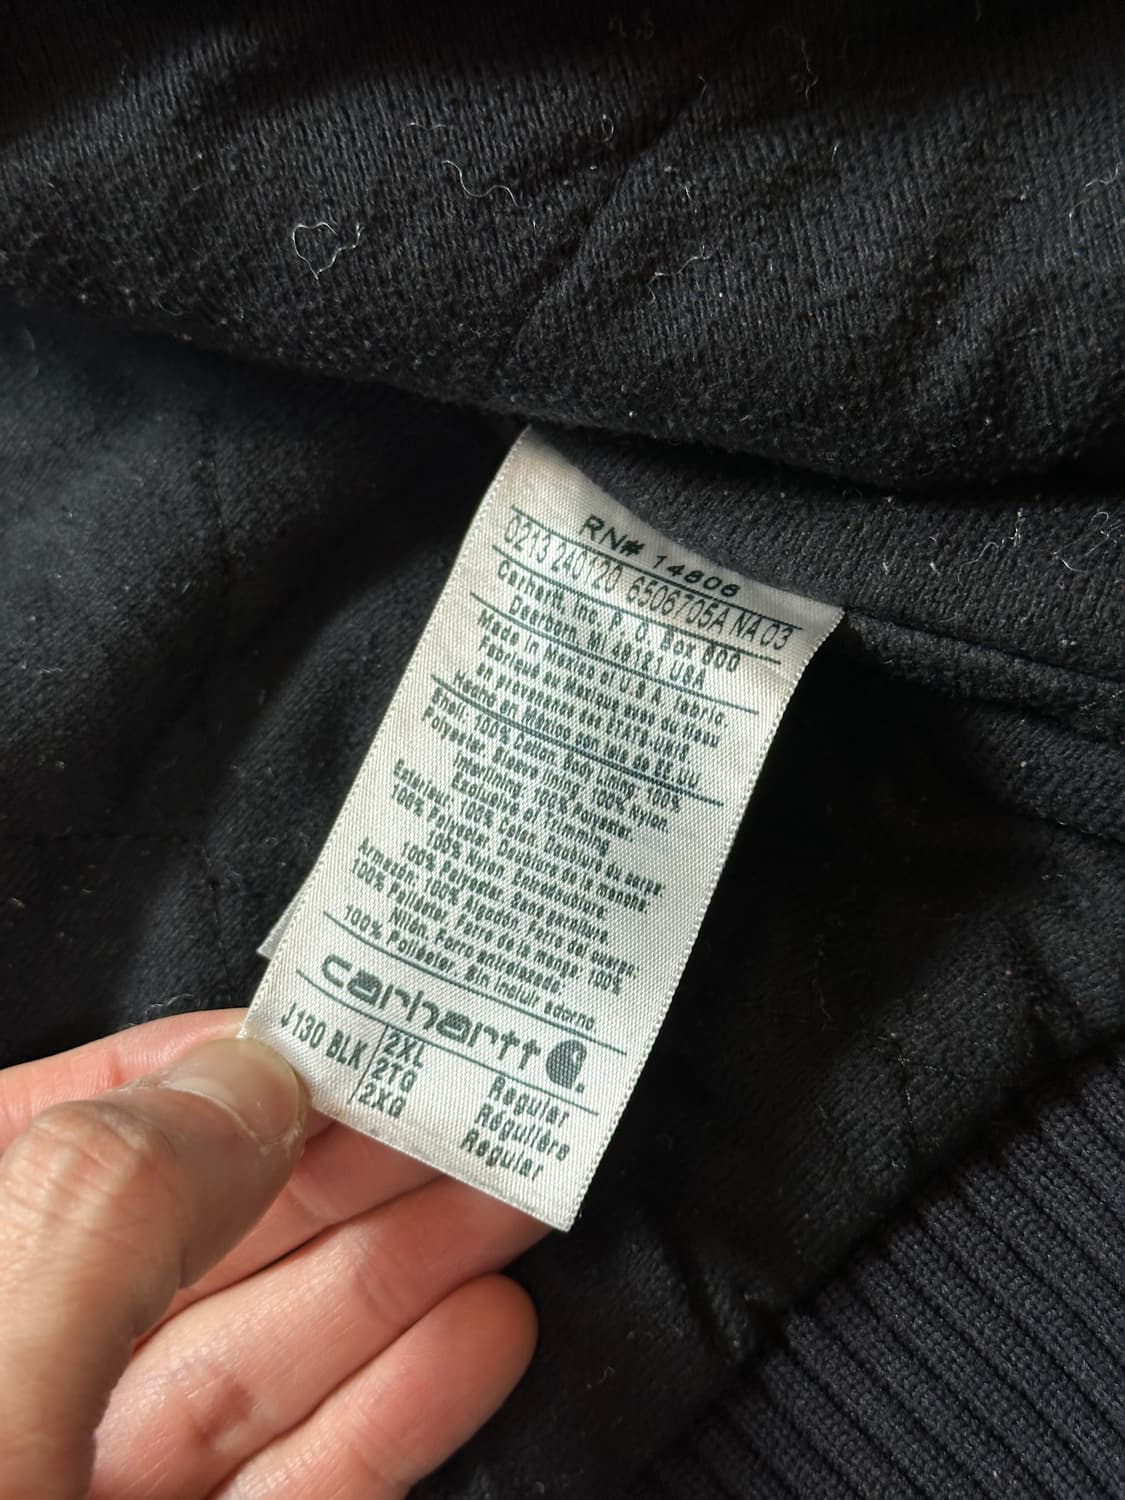 RN# 14806
0213 240120 6506705A NA 03
Carhartt, Inc. P. O. Box 600
Dearborn, MI 48121 USA
Made in Mexico of U.S.A. fabric.
Fabriqué au Mexique avec du tissu
en provenance des ETATS-UNIS
Hecho en México con tela de EE.UU.
Shell: 100% Cotton. Body Lining: 100%
Polyester. Sleeve lining: 100% Nylon.
Interlining: 100% Polyester.
Exclusive of Trimming.
Extérieur: 100% Coton. Doublure du corps
100% Polyester. Doublure de la manche:
100% Nylon. Entredoublure:
100% Polyester. Sans garniture.
Armazón: 100% Algodón. Forro del cuerpo
100% Poliéster. Forro de la manga: 100%
Nilón. Forro entrelineas:
100% Poliéster. Sin incluir adorno.
carhartt
J130 BLK 2XL Regular
2TG Régulière
2XG Regular